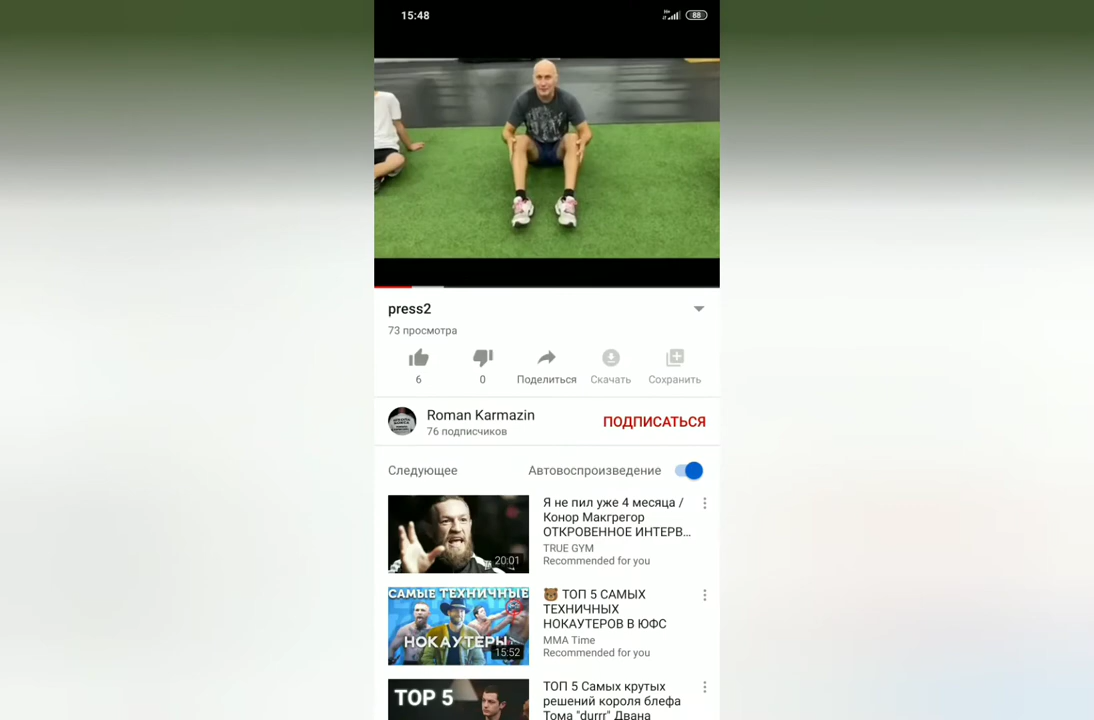 15:48
88
press2
73 просмотра
6
0
Поделиться
Скачать
Сохранить
Roman Karmazin
76 подписчиков
ПОДПИСАТЬСЯ
Следующее
Автовоспроизведение
20:01
Я не пил уже 4 месяца /
Конор Макгрегор
ОТКРОВЕННОЕ ИНТЕРВ...
TRUE GYM
Recommended for you
САМЫЕ ТЕХНИЧНЫЕ
НОКАУТЕРЫ
15:52
🐻 ТОП 5 САМЫХ
ТЕХНИЧНЫХ
НОКАУТЕРОВ В ЮФС
MMA Time
Recommended for you
TOP 5
ТОП 5 Самых крутых
решений короля блефа
Тома "durrr" Двана